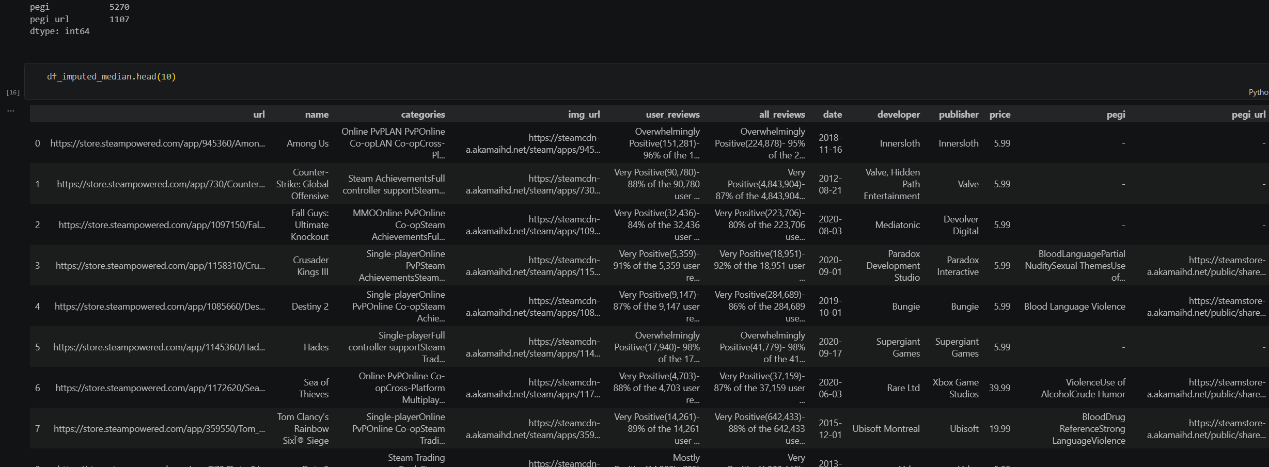 pegi 5270
pegi url 1107
dtype: int64
df_imputed_median.head(10)
[16]
Pytho
...
url name categories img_url user_reviews all_reviews date developer publisher price pegi pegi_url
0 https://store.steampowered.com/app/945360/Amon... Among Us Online PvPLAN PvPOnline Co-opLAN Co-opCross-Pl... https://steamcdn-a.akamaihd.net/steam/apps/945... Overwhelmingly Positive(151,281)- 96% of the 1... Overwhelmingly Positive(224,878)- 95% of the 2... 2018-11-16 Innersloth Innersloth 5.99 - -
1 https://store.steampowered.com/app/730/Counter... Counter-Strike: Global Offensive Steam AchievementsFull controller supportSteam... https://steamcdn-a.akamaihd.net/steam/apps/730... Very Positive(90,780)- 88% of the 90,780 user ... Very Positive(4,843,904)- 87% of the 4,843,904... 2012-08-21 Valve, Hidden Path Entertainment Valve 5.99 - -
2 https://store.steampowered.com/app/1097150/Fal... Fall Guys: Ultimate Knockout MMOOnline PvPOnline Co-opSteam AchievementsFul... https://steamcdn-a.akamaihd.net/steam/apps/109... Very Positive(32,436)- 84% of the 32,436 user ... Very Positive(223,706)- 80% of the 223,706 use... 2020-08-03 Mediatonic Devolver Digital 5.99 - -
3 https://store.steampowered.com/app/1158310/Cru... Crusader Kings III Single-playerOnline PvPSteam AchievementsSteam... https://steamcdn-a.akamaihd.net/steam/apps/115... Very Positive(5,359)- 91% of the 5,359 user re... Very Positive(18,951)- 92% of the 18,951 user ... 2020-09-01 Paradox Development Studio Paradox Interactive 5.99 BloodLanguagePartial NuditySexual ThemesUse of... https://steamstore-a.akamaihd.net/public/share...
4 https://store.steampowered.com/app/1085660/Des... Destiny 2 Single-playerOnline PvPOnline Co-opSteam Achie... https://steamcdn-a.akamaihd.net/steam/apps/108... Very Positive(9,147)- 87% of the 9,147 user re... Very Positive(284,689)- 86% of the 284,689 use... 2019-10-01 Bungie Bungie 5.99 Blood Language Violence https://steamstore-a.akamaihd.net/public/share...
5 https://store.steampowered.com/app/1145360/Had... Hades Single-playerFull controller supportSteam Trad... https://steamcdn-a.akamaihd.net/steam/apps/114... Overwhelmingly Positive(17,940)- 98% of the 17... Overwhelmingly Positive(41,779)- 98% of the 41... 2020-09-17 Supergiant Games Supergiant Games 5.99 - -
6 https://store.steampowered.com/app/1172620/Sea... Sea of Thieves Online PvPOnline Co-opCross-Platform Multiplay... https://steamcdn-a.akamaihd.net/steam/apps/117... Very Positive(4,703)- 88% of the 4,703 user re... Very Positive(37,159)- 87% of the 37,159 user ... 2020-06-03 Rare Ltd Xbox Game Studios 39.99 ViolenceUse of AlcoholCrude Humor https://steamstore-a.akamaihd.net/public/share...
7 https://store.steampowered.com/app/359550/Tom_... Tom Clancy's Rainbow SixÎ® Siege Single-playerOnline PvPOnline Co-opSteam Tradi... https://steamcdn-a.akamaihd.net/steam/apps/359... Very Positive(14,261)- 89% of the 14,261 user ... Very Positive(642,433)- 88% of the 642,433 use... 2015-12-01 Ubisoft Montreal Ubisoft 19.99 BloodDrug ReferenceStrong LanguageViolence https://steamstore-a.akamaihd.net/public/share...
Steam Trading https://steamcdn- Mostly Very 2013-